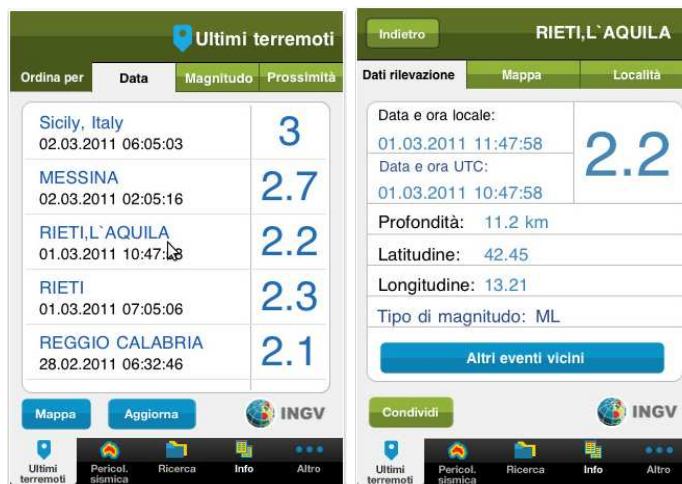 Ultimi terremoti
Ordina per Data Magnitudo Prossimità
Sicily, Italy
02.03.2011 06:05:03
3
MESSINA
02.03.2011 02:05:16
2.7
RIETI,L`AQUILA
01.03.2011 10:47:58
2.2
RIETI
01.03.2011 07:05:06
2.3
REGGIO CALABRIA
28.02.2011 06:32:46
2.1
Mappa Aggiorna INGV
Ultimi terremoti
Pericol. sismica
Ricerca
Info
Altro
Indietro RIETI,L`AQUILA
Dati rilevazione Mappa Località
Data e ora locale:
01.03.2011 11:47:58
Data e ora UTC:
01.03.2011 10:47:58
2.2
Profondità: 11.2 km
Latitudine: 42.45
Longitudine: 13.21
Tipo di magnitudo: ML
Altri eventi vicini
Condividi INGV
Ultimi terremoti
Pericol. sismica
Ricerca
Info
Altro